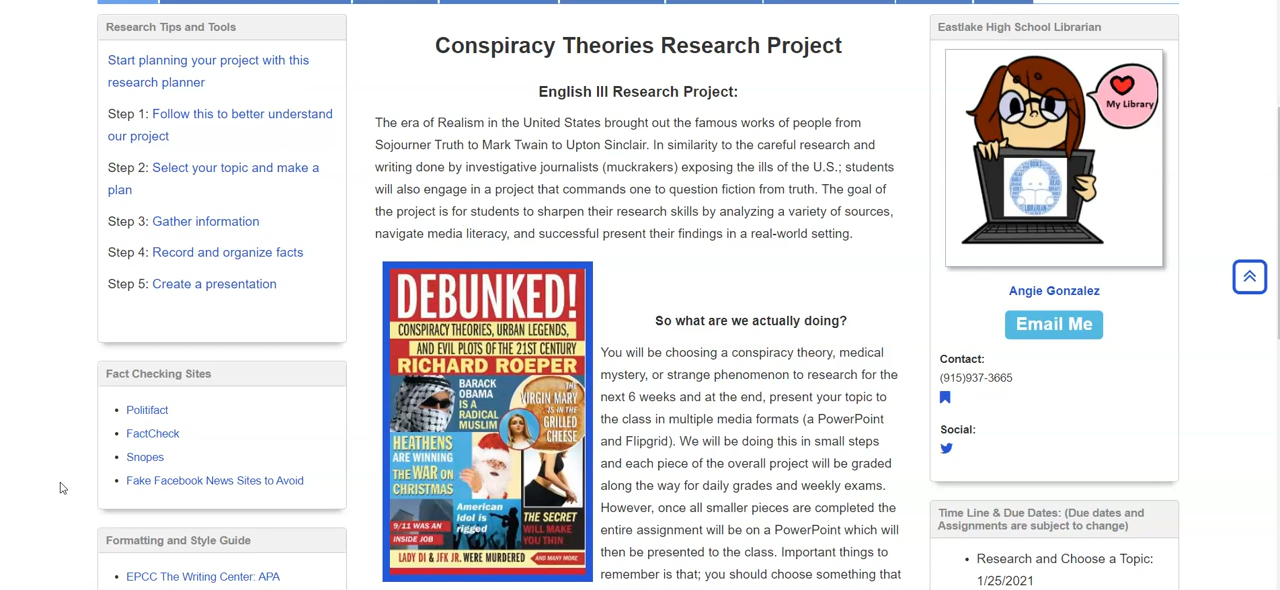 Research Tips and Tools
Start planning your project with this
research planner
Step 1: Follow this to better understand
our project
Step 2: Select your topic and make a
plan
Step 3: Gather information
Step 4: Record and organize facts
Step 5: Create a presentation
Fact Checking Sites
Politifact
FactCheck
Snopes
Fake Facebook News Sites to Avoid
Formatting and Style Guide
EPCC The Writing Center: APA
Conspiracy Theories Research Project
English III Research Project:
The era of Realism in the United States brought out the famous works of people from
Sojourner Truth to Mark Twain to Upton Sinclair. In similarity to the careful research and
writing done by investigative journalists (muckrakers) exposing the ills of the U.S.; students
will also engage in a project that commands one to question fiction from truth. The goal of
the project is for students to sharpen their research skills by analyzing a variety of sources,
navigate media literacy, and successful present their findings in a real-world setting.
DEBUNKED!
CONSPIRACY THEORIES, URBAN LEGENDS,
AND EVIL PLOTS OF THE 21ST CENTURY
RICHARD ROEPER
BARACK
OBAMA
IS A
RADICAL
MUSLIM
THE
VIRGIN MARY
IS IN THE
GRILLED
CHEESE
HEATHENS
ARE WINNING
THE WAR ON
CHRISTMAS
American
Idol is
rigged
9/11 WAS AN
INSIDE JOB
THE SECRET
WILL MAKE
YOU THIN
LADY DI & JFK JR. WERE MURDERED
AND MANY MORE
So what are we actually doing?
You will be choosing a conspiracy theory, medical
mystery, or strange phenomenon to research for the
next 6 weeks and at the end, present your topic to
the class in multiple media formats (a PowerPoint
and Flipgrid). We will be doing this in small steps
and each piece of the overall project will be graded
along the way for daily grades and weekly exams.
However, once all smaller pieces are completed the
entire assignment will be on a PowerPoint which will
then be presented to the class. Important things to
remember is that; you should choose something that
Eastlake High School Librarian
My Library
Angie Gonzalez
Email Me
Contact:
(915)937-3665
Social:
Time Line & Due Dates: (Due dates and
Assignments are subject to change)
Research and Choose a Topic:
1/25/2021